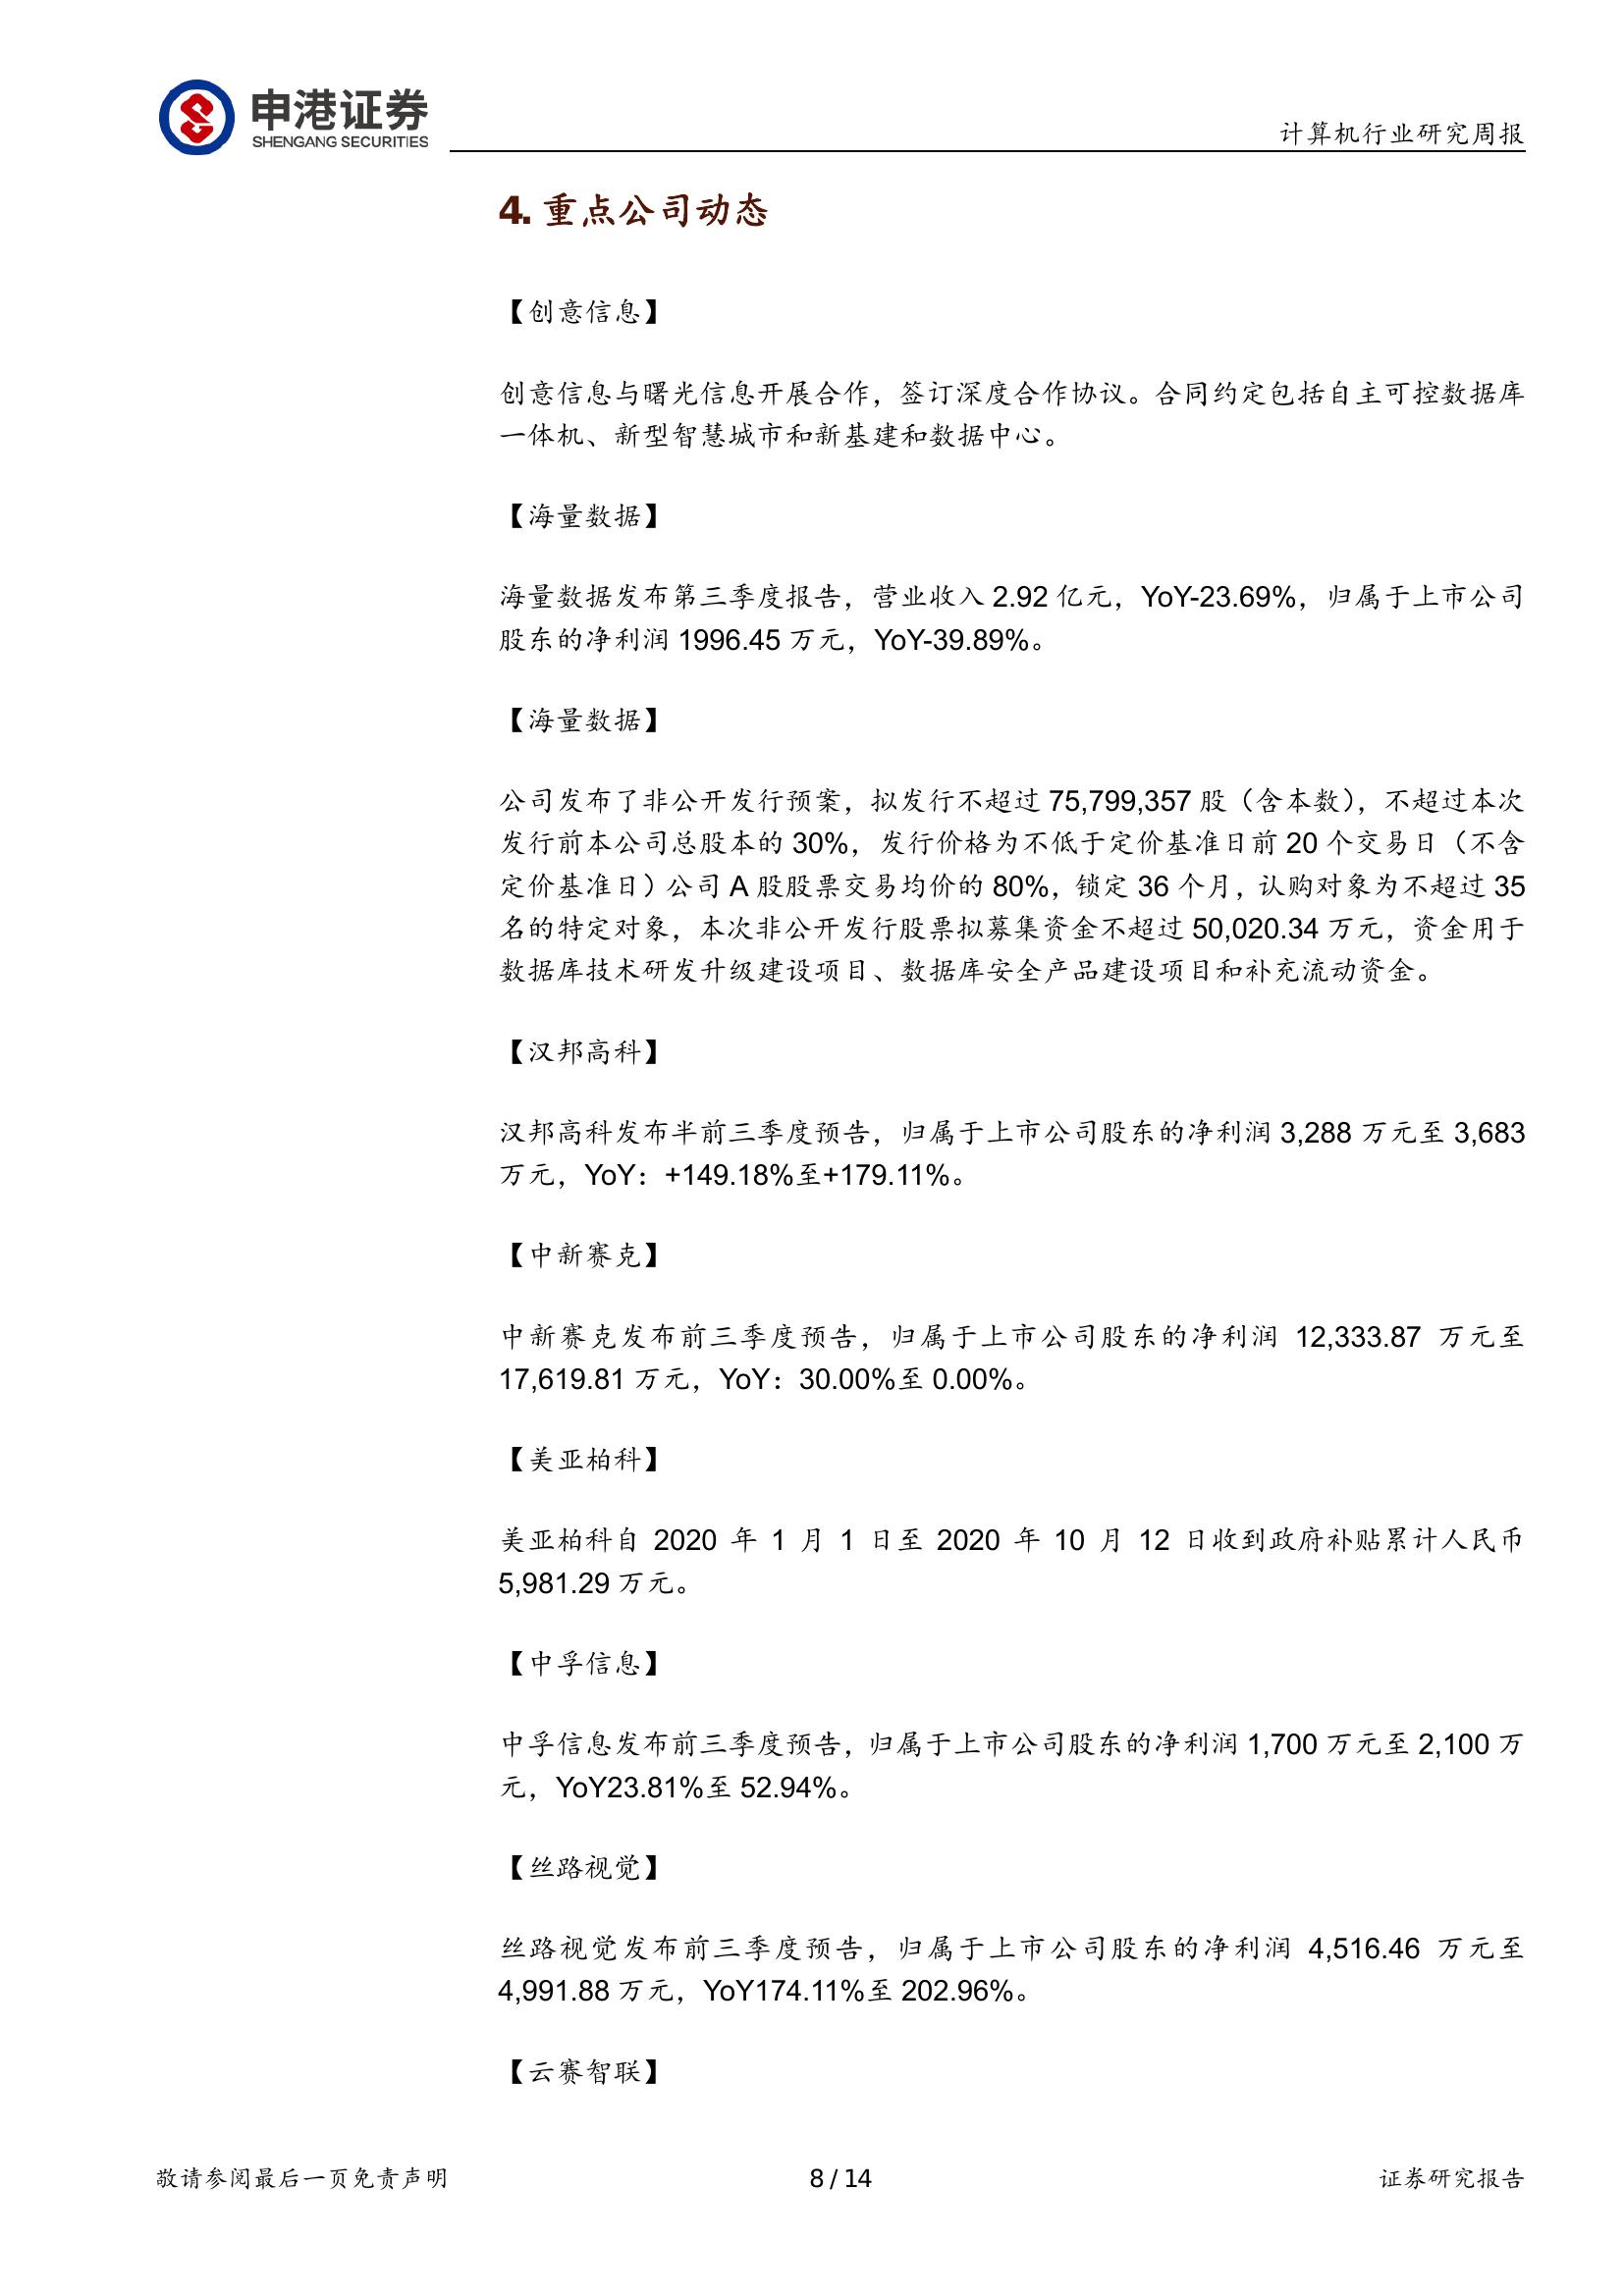 申港证券
SHENGANG SECURITIES
计算机行业研究周报
4. 重点公司动态
【创意信息】
创意信息与曙光信息开展合作，签订深度合作协议。合同约定包括自主可控数据库
一体机、新型智慧城市和新基建和数据中心。
【海量数据】
海量数据发布第三季度报告，营业收入 2.92 亿元，YoY-23.69%，归属于上市公司
股东的净利润 1996.45 万元，YoY-39.89%。
【海量数据】
公司发布了非公开发行预案，拟发行不超过 75,799,357 股（含本数），不超过本次
发行前本公司总股本的 30%，发行价格为不低于定价基准日前 20 个交易日（不含
定价基准日）公司 A 股股票交易均价的 80%，锁定 36 个月，认购对象为不超过 35
名的特定对象，本次非公开发行股票拟募集资金不超过 50,020.34 万元，资金用于
数据库技术研发升级建设项目、数据库安全产品建设项目和补充流动资金。
【汉邦高科】
汉邦高科发布半前三季度预告，归属于上市公司股东的净利润 3,288 万元至 3,683
万元，YoY：+149.18%至+179.11%。
【中新赛克】
中新赛克发布前三季度预告，归属于上市公司股东的净利润 12,333.87 万元至
17,619.81 万元，YoY：30.00%至 0.00%。
【美亚柏科】
美亚柏科自 2020 年 1 月 1 日至 2020 年 10 月 12 日收到政府补贴累计人民币
5,981.29 万元。
【中孚信息】
中孚信息发布前三季度预告，归属于上市公司股东的净利润 1,700 万元至 2,100 万
元，YoY23.81%至 52.94%。
【丝路视觉】
丝路视觉发布前三季度预告，归属于上市公司股东的净利润 4,516.46 万元至
4,991.88 万元，YoY174.11%至 202.96%。
【云赛智联】
敬请参阅最后一页免责声明
8 / 14
证券研究报告